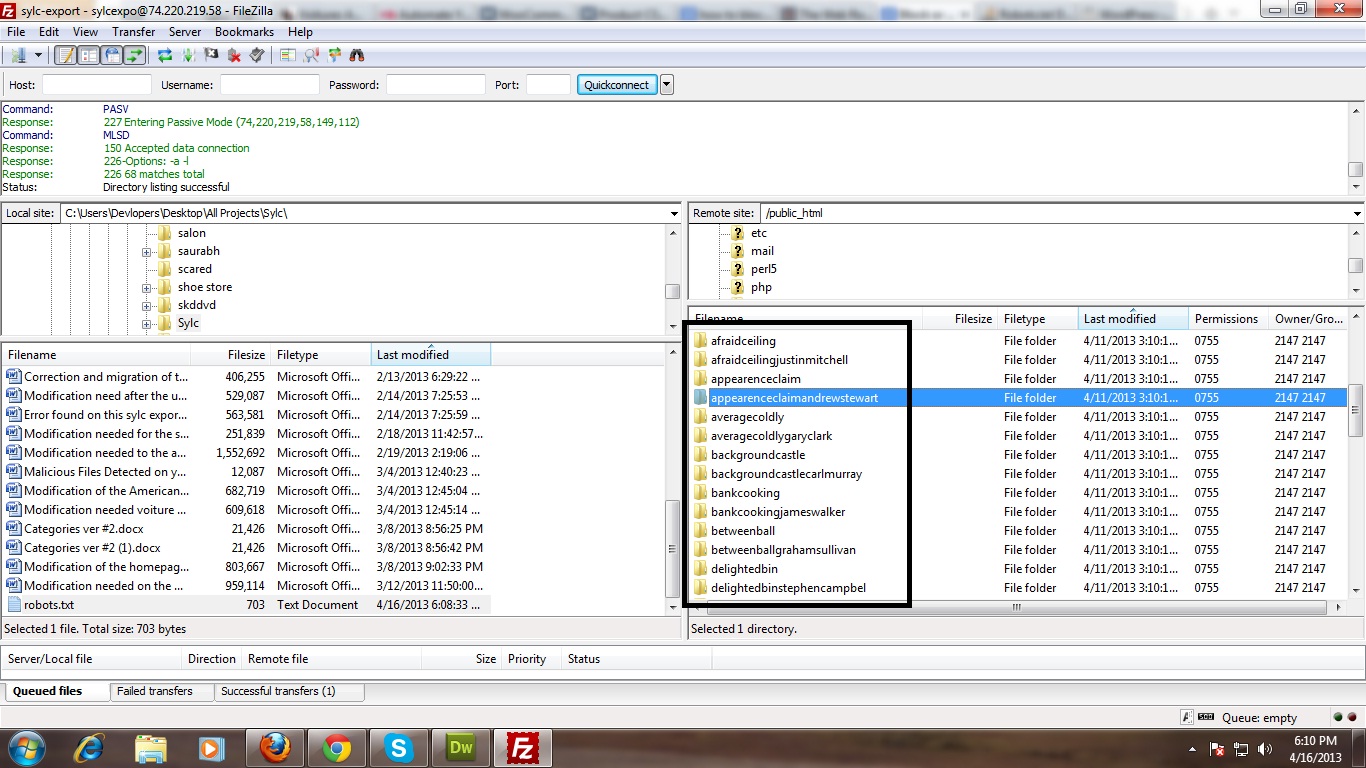 sylc-export - sylcexpo@74.220.219.58 - FileZilla
File Edit View Transfer Server Bookmarks Help
Host: Username: Password: Port: Quickconnect
Command: PASV
Response: 227 Entering Passive Mode (74,220,219,58,149,112)
Command: MLSD
Response: 150 Accepted data connection
Response: 226-Options: -a -l
Response: 226 68 matches total
Status: Directory listing successful
Local site: C:\Users\Devlopers\Desktop\All Projects\Sylc\
salon
saurabh
scared
shoe store
skddvd
Sylc
Filename Filesize Filetype Last modified
Correction and migration of t... 406,255 Microsoft Offi... 2/13/2013 6:29:22 ...
Modification need after the u... 529,087 Microsoft Offi... 2/14/2013 7:25:53 ...
Error found on this sylc expor... 563,581 Microsoft Offi... 2/14/2013 7:25:59 ...
Modification needed for the s... 251,839 Microsoft Offi... 2/18/2013 11:42:57...
Modification needed to the a... 1,552,692 Microsoft Offi... 2/19/2013 2:19:06 ...
Malicious Files Detected on y... 12,087 Microsoft Offi... 3/4/2013 12:40:23 ...
Modification of the American... 682,719 Microsoft Offi... 3/4/2013 12:45:04 ...
Modification needed voiture ... 609,618 Microsoft Offi... 3/4/2013 12:45:14 ...
Categories ver #2.docx 21,426 Microsoft Offi... 3/8/2013 8:56:25 PM
Categories ver #2 (1).docx 21,426 Microsoft Offi... 3/8/2013 8:56:42 PM
Modification of the homepag... 803,667 Microsoft Offi... 3/8/2013 9:02:33 PM
Modification needed on the ... 959,114 Microsoft Offi... 3/12/2013 11:50:00...
robots.txt 703 Text Document 4/16/2013 6:08:33 ...
Selected 1 file. Total size: 703 bytes
Remote site: /public_html
etc
mail
perl5
php
Filename Filesize Filetype Last modified Permissions Owner/Gro...
afraidceiling File folder 4/11/2013 3:10:1... 0755 2147 2147
afraidceilingjustinmitchell File folder 4/11/2013 3:10:1... 0755 2147 2147
appearenceclaim File folder 4/11/2013 3:10:1... 0755 2147 2147
appearenceclaimandrewstewart File folder 4/11/2013 3:10:1... 0755 2147 2147
averagecoldly File folder 4/11/2013 3:10:1... 0755 2147 2147
averagecoldlygaryclark File folder 4/11/2013 3:10:1... 0755 2147 2147
backgroundcastle File folder 4/11/2013 3:10:1... 0755 2147 2147
backgroundcastlecarlmurray File folder 4/11/2013 3:10:1... 0755 2147 2147
bankcooking File folder 4/11/2013 3:10:1... 0755 2147 2147
bankcookingjameswalker File folder 4/11/2013 3:10:1... 0755 2147 2147
betweenball File folder 4/11/2013 3:10:1... 0755 2147 2147
betweenballgrahamsullivan File folder 4/11/2013 3:10:1... 0755 2147 2147
delightedbin File folder 4/11/2013 3:10:1... 0755 2147 2147
delightedbinstephencampbel File folder 4/11/2013 3:10:1... 0755 2147 2147
Selected 1 directory.
Server/Local file Direction Remote file Size Priority Status
Queued files Failed transfers Successful transfers (1)
Queue: empty
Dw
6:10 PM
4/16/2013